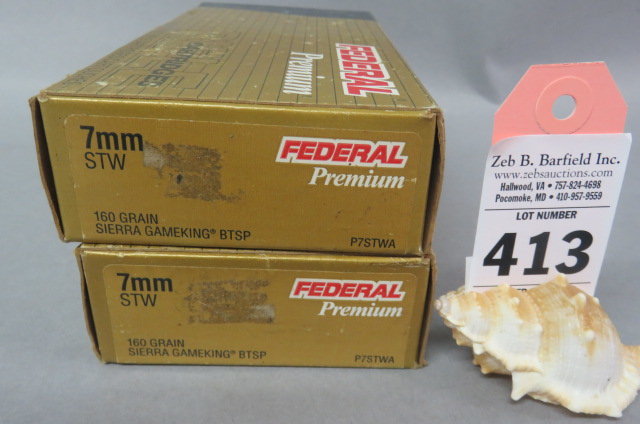 FEDERAL
Premium
7mm
STW
FEDERAL
Premium
160 GRAIN
SIERRA GAMEKING® BTSP
P7STWA
7mm
STW
FEDERAL
Premium
160 GRAIN
SIERRA GAMEKING® BTSP
P7STWA
Zeb B. Barfield Inc.
www.zebsauctions.com
Hallwood, VA • 757-824-4698
Pocomoke, MD • 410-957-9559
LOT NUMBER
413